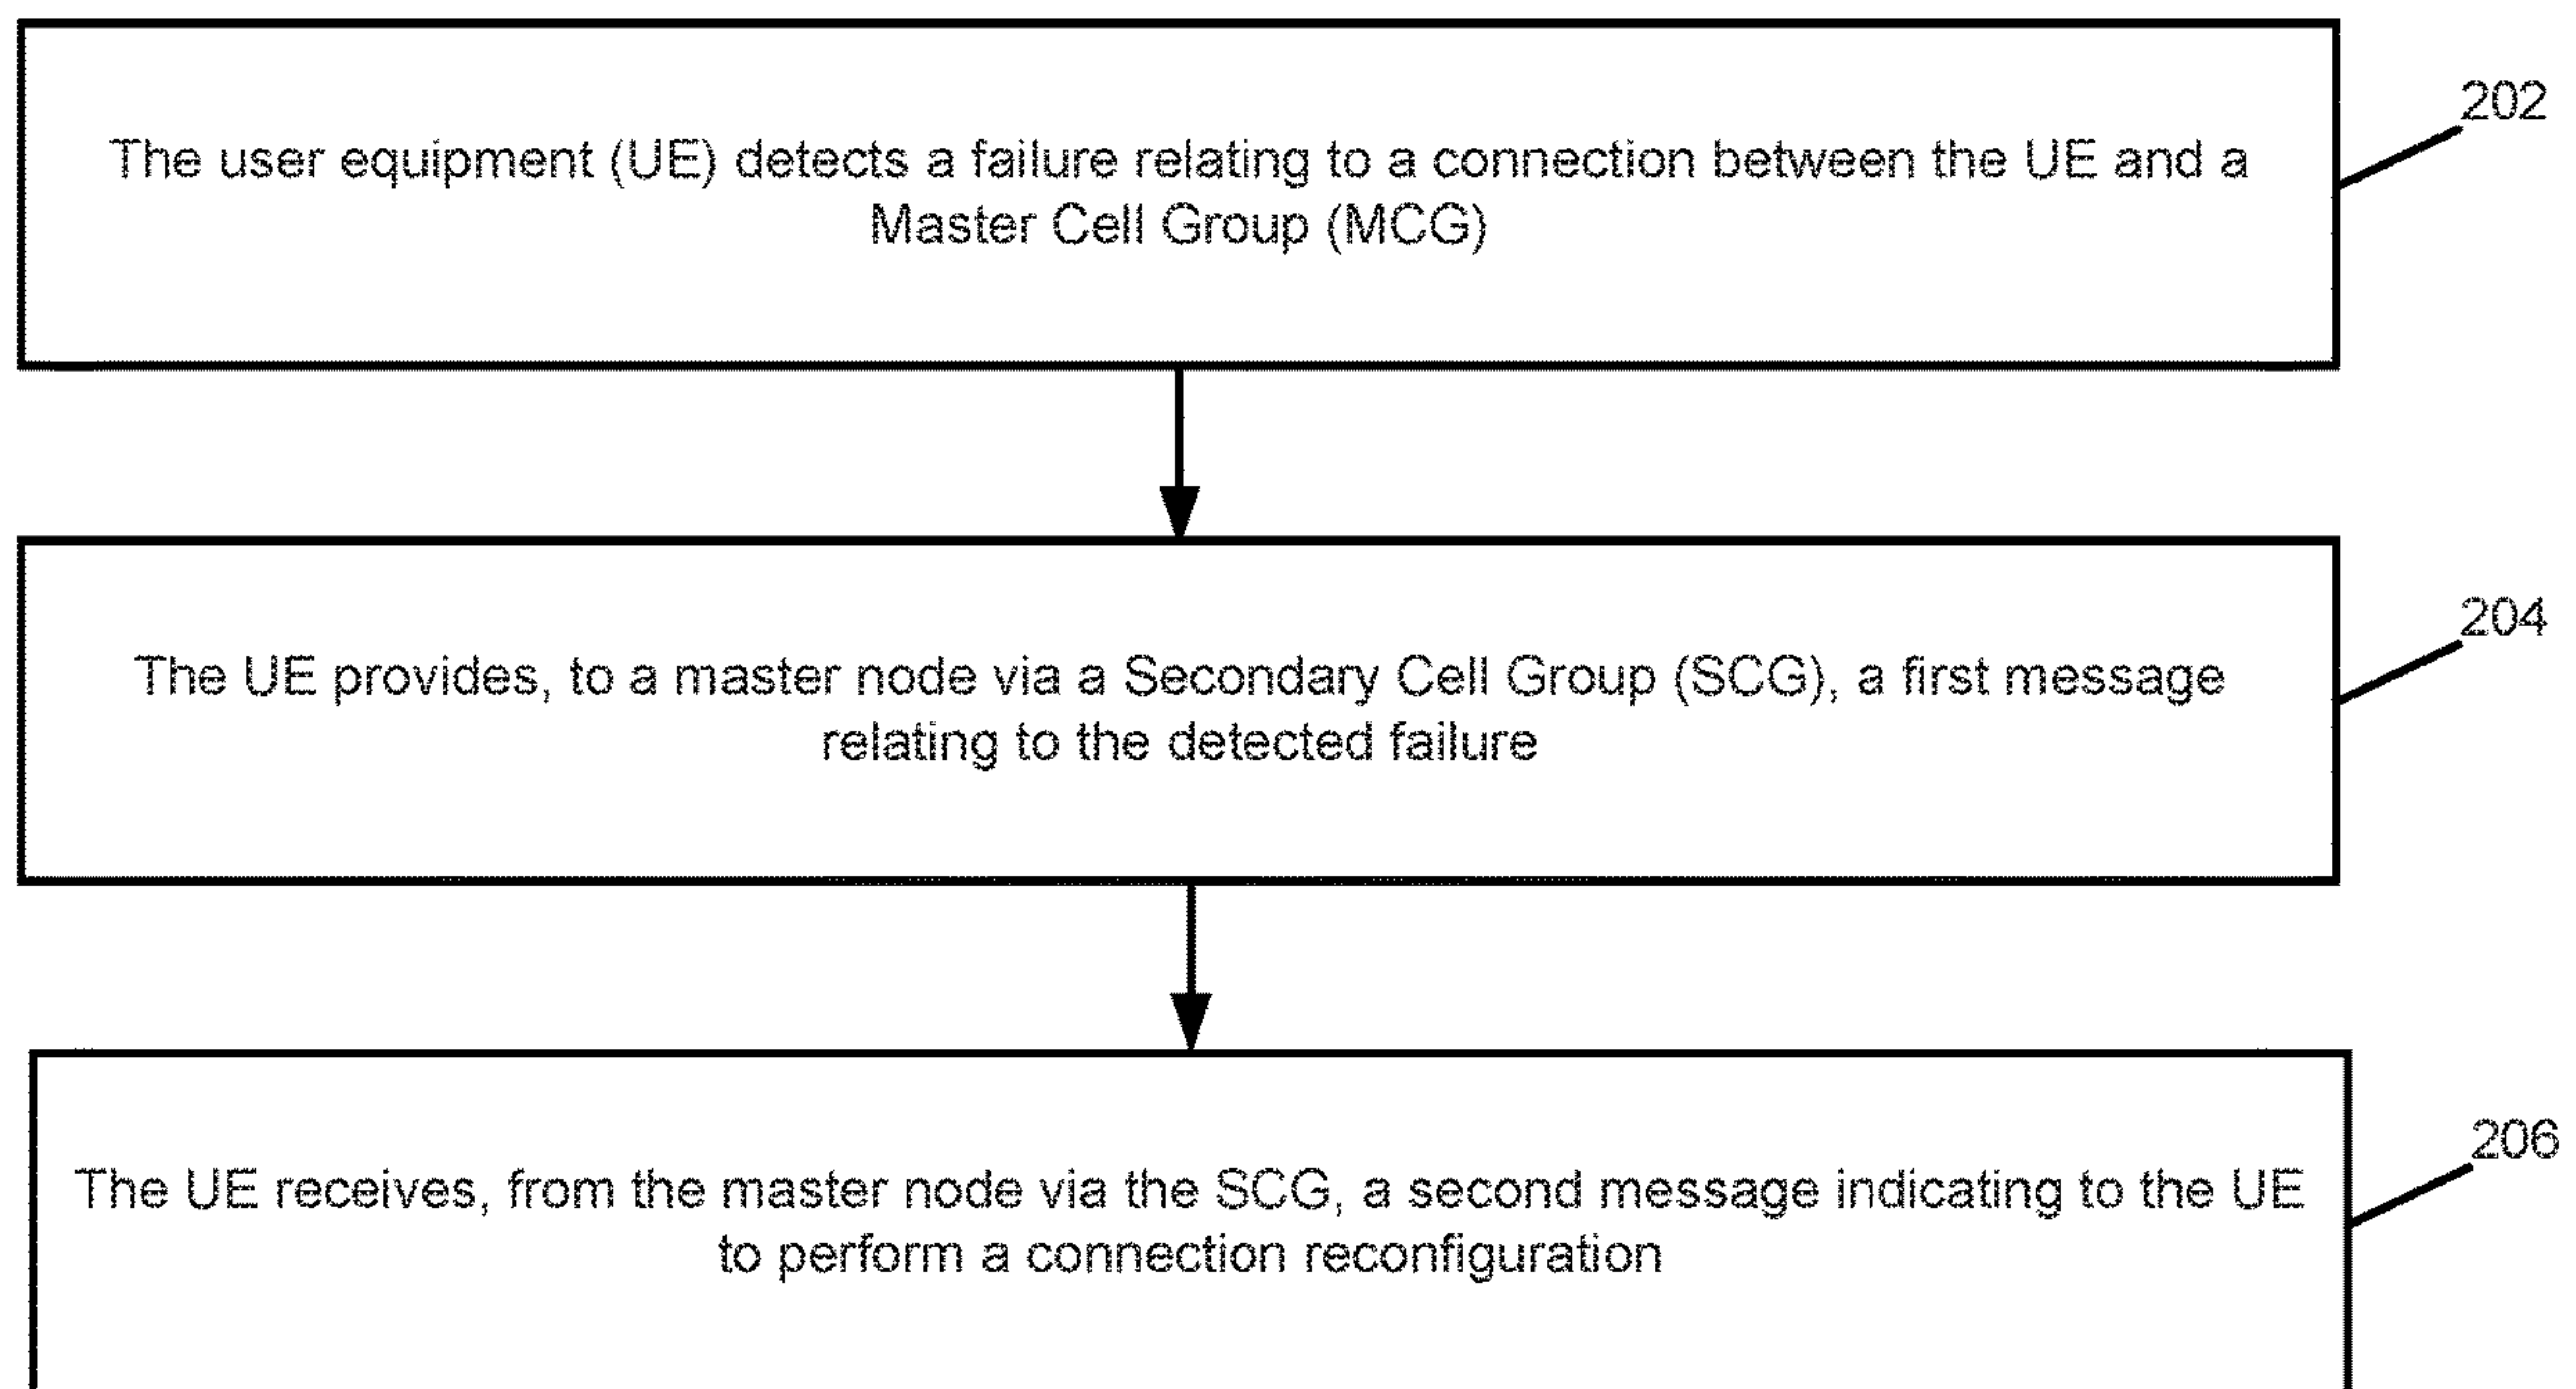 The user equipment (UE) detects a failure relating to a connection between the UE and a
Master Cell Group (MCG)
202
The UE provides, to a master node via a Secondary Cell Group (SCG), a first message
relating to the detected failure
204
The UE receives, from the master node via the SCG, a second message indicating to the UE
to perform a connection reconfiguration
206